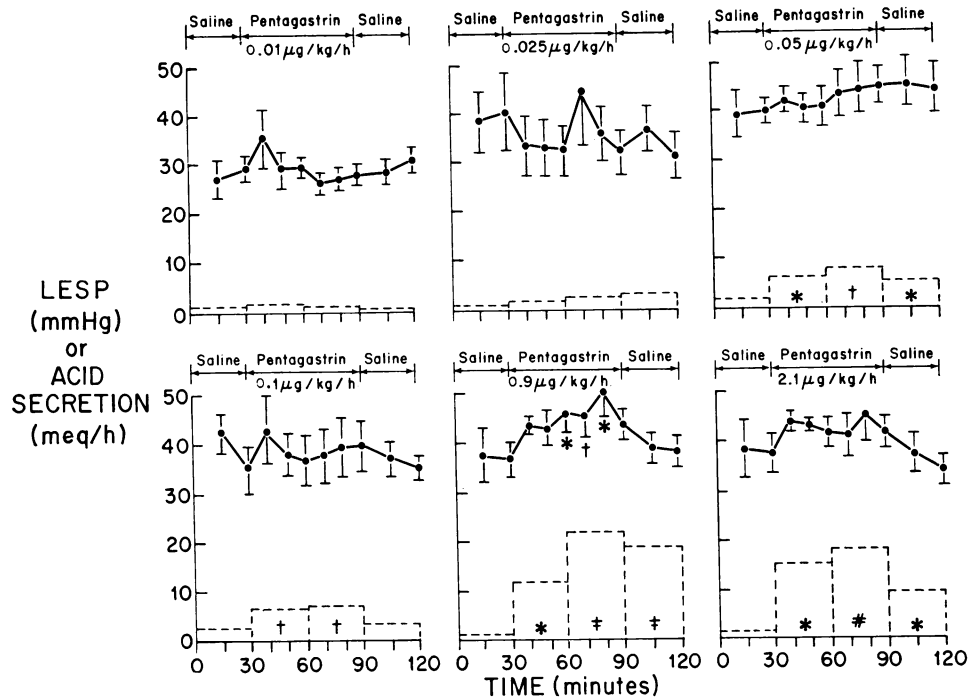 Saline Pentagastrin Saline
0.01µg/kg/h
Saline Pentagastrin Saline
0.025µg/kg/h
Saline Pentagastrin Saline
0.05µg/kg/h
50
40
30
20
10
0
* † *
LESP
(mmHg)
or
ACID
SECRETION
(meq/h)
Saline Pentagastrin Saline
0.1µg/kg/h
Saline Pentagastrin Saline
0.9µg/kg/h
Saline Pentagastrin Saline
2.1µg/kg/h
50
40
30
20
10
0
* † *
† †
* ‡ ‡
* # *
0 30 60 90 120
0 30 60 90 120
0 30 60 90 120
TIME (minutes)